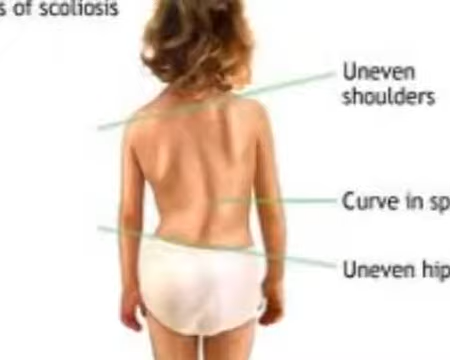 s of scoliosis
Uneven
shoulders
Curve in sp
Uneven hip